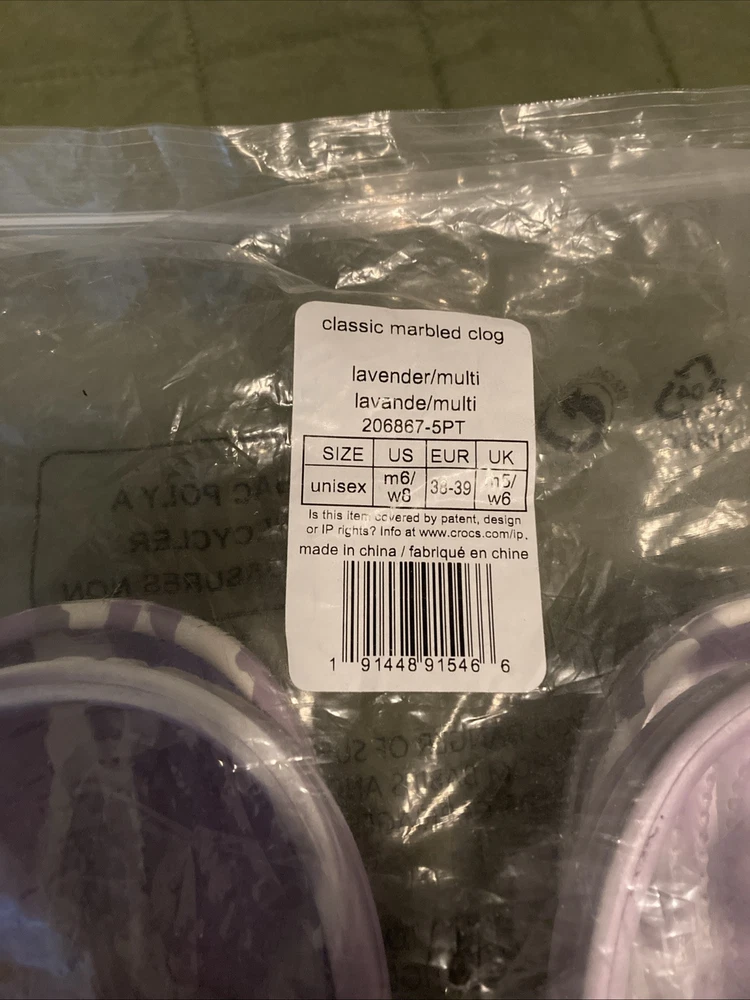 classic marbled clog
lavender/multi
lavande/multi
206867-5PT
SIZE US EUR UK
unisex m6/ 38-39 m5/
w8 w6
Is this item covered by patent, design
or IP rights? Info at www.crocs.com/ip.
made in china / fabriqué en chine
1 91448 91546 6